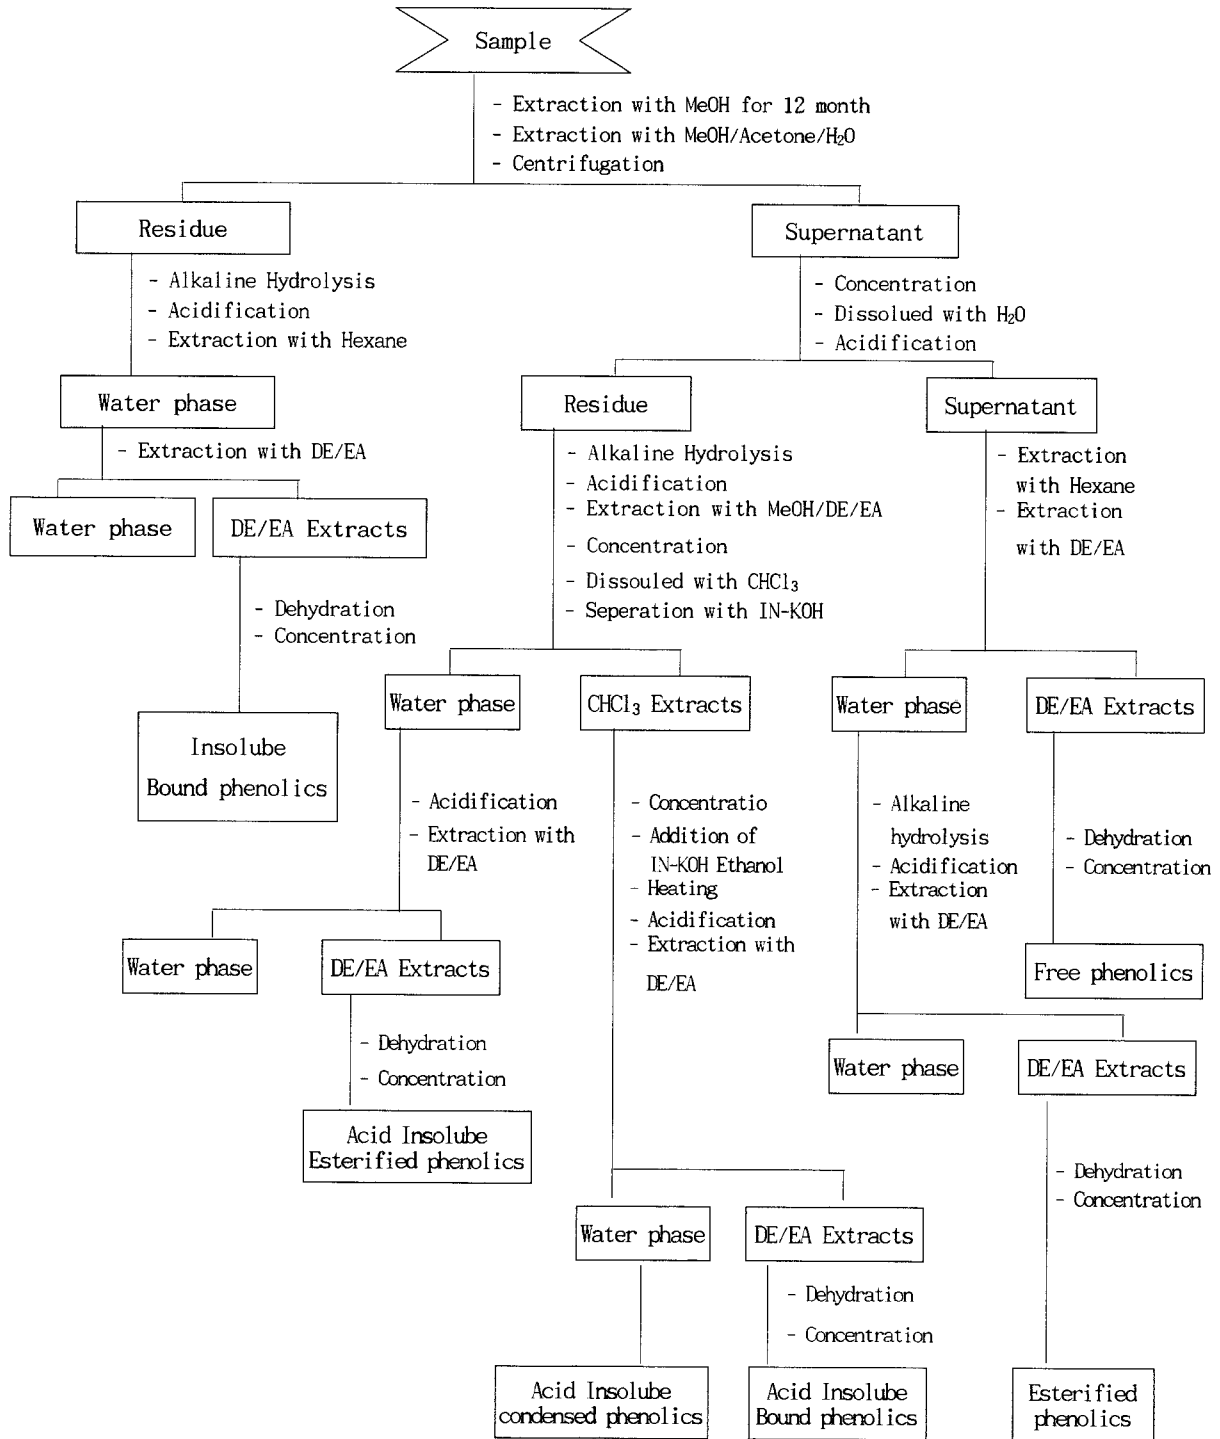 Sample
- Extraction with MeOH for 12 month
- Extraction with MeOH/Acetone/H₂O
- Centrifugation
Residue
Supernatant
- Alkaline Hydrolysis
- Acidification
- Extraction with Hexane
- Concentration
- Dissolued with H₂O
- Acidification
Water phase
Residue
Supernatant
- Extraction with DE/EA
- Alkaline Hydrolysis
- Acidification
- Extraction with MeOH/DE/EA
- Concentration
- Dissouled with CHCl₃
- Seperation with IN-KOH
- Extraction
with Hexane
- Extraction
with DE/EA
Water phase
DE/EA Extracts
- Dehydration
- Concentration
Insolube
Bound phenolics
Water phase
CHCl₃ Extracts
Water phase
DE/EA Extracts
- Acidification
- Extraction with
DE/EA
- Concentratio
- Addition of
IN-KOH Ethanol
- Heating
- Acidification
- Extraction with
DE/EA
- Alkaline
hydrolysis
- Acidification
- Extraction
with DE/EA
- Dehydration
- Concentration
Water phase
DE/EA Extracts
Free phenolics
- Dehydration
- Concentration
Water phase
DE/EA Extracts
Acid Insolube
Esterified phenolics
- Dehydration
- Concentration
Water phase
DE/EA Extracts
- Dehydration
- Concentration
Acid Insolube
condensed phenolics
Acid Insolube
Bound phenolics
Esterified
phenolics